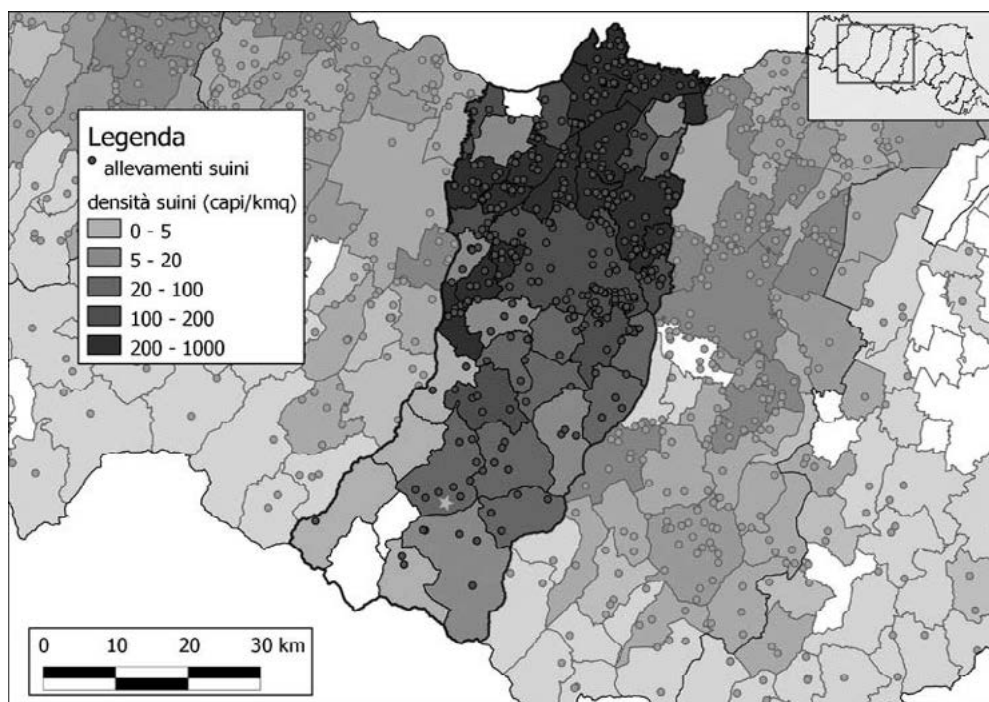 Legenda
allevamenti suini
densità suini (capi/kmq)
0 - 5
5 - 20
20 - 100
100 - 200
200 - 1000
0 10 20 30 km